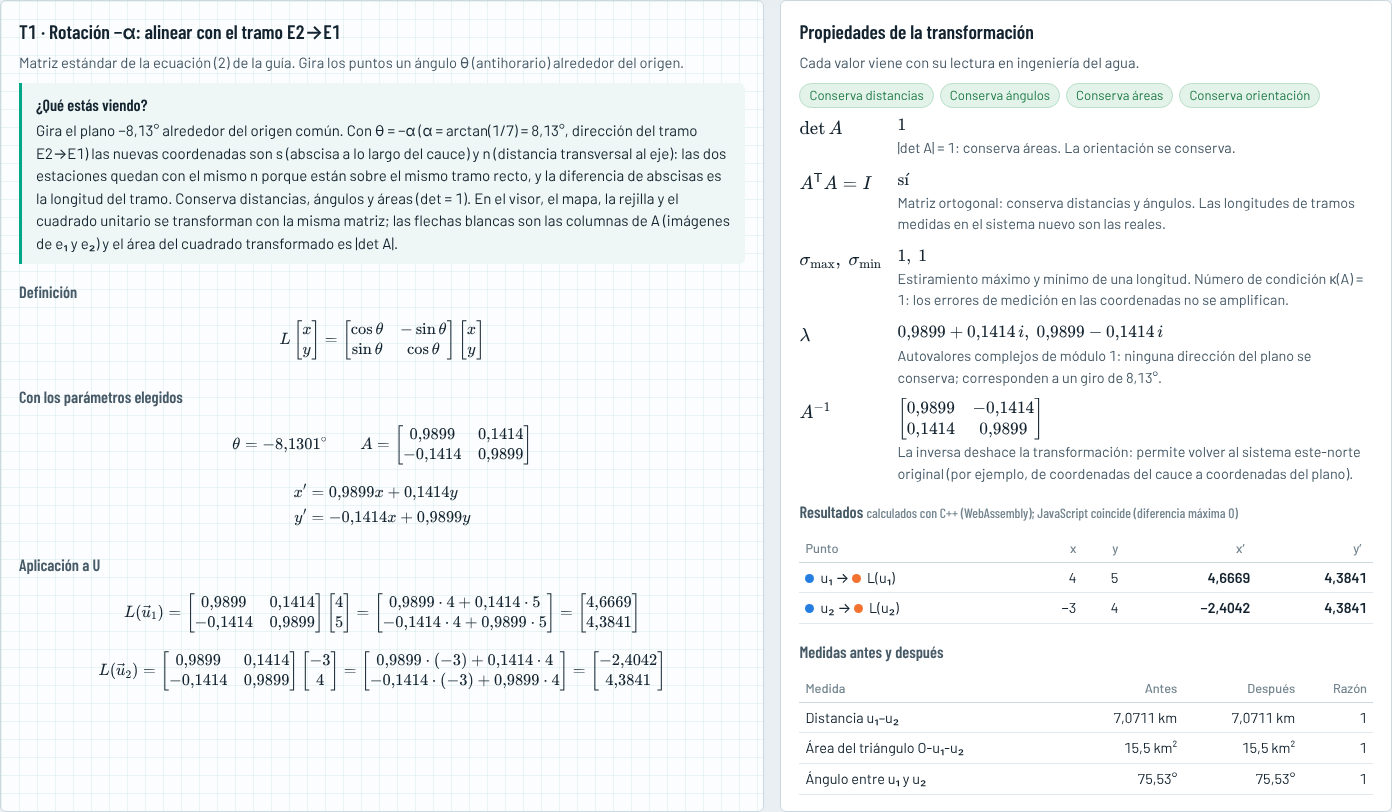 T1 · Rotación −α: alinear con el tramo E2→E1
Matriz estándar de la ecuación (2) de la guía. Gira los puntos un ángulo θ (antihorario) alrededor del origen.
¿Qué estás viendo?
Gira el plano −8,13° alrededor del origen común. Con θ = −α (α = arctan(1/7) = 8,13°, dirección del tramo
E2→E1) las nuevas coordenadas son s (abscisa a lo largo del cauce) y n (distancia transversal al eje): las dos
estaciones quedan con el mismo n porque están sobre el mismo tramo recto, y la diferencia de abscisas es
la longitud del tramo. Conserva distancias, ángulos y áreas (det = 1). En el visor, el mapa, la rejilla y el
cuadrado unitario se transforman con la misma matriz; las flechas blancas son las columnas de A (imágenes
de e₁ y e₂) y el área del cuadrado transformado es |det A|.
Definición
L [x y] = [cos θ −sin θ; sin θ cos θ] [x y]
Con los parámetros elegidos
θ = −8,1301° A = [0,9899 0,1414; −0,1414 0,9899]
x′ = 0,9899x + 0,1414y
y′ = −0,1414x + 0,9899y
Aplicación a U
L(u⃗₁) = [0,9899 0,1414; −0,1414 0,9899] [4; 5] = [0,9899 · 4 + 0,1414 · 5; −0,1414 · 4 + 0,9899 · 5] = [4,6669; 4,3841]
L(u⃗₂) = [0,9899 0,1414; −0,1414 0,9899] [−3; 4] = [0,9899 · (−3) + 0,1414 · 4; −0,1414 · (−3) + 0,9899 · 4] = [−2,4042; 4,3841]
Propiedades de la transformación
Cada valor viene con su lectura en ingeniería del agua.
Conserva distancias Conserva ángulos Conserva áreas Conserva orientación
det A 1
|det A| = 1: conserva áreas. La orientación se conserva.
AᵀA = I sí
Matriz ortogonal: conserva distancias y ángulos. Las longitudes de tramos
medidas en el sistema nuevo son las reales.
σmax, σmin 1, 1
Estiramiento máximo y mínimo de una longitud. Número de condición κ(A) =
1: los errores de medición en las coordenadas no se amplifican.
λ 0,9899 + 0,1414 i, 0,9899 − 0,1414 i
Autovalores complejos de módulo 1: ninguna dirección del plano se
conserva; corresponden a un giro de 8,13°.
A⁻¹ [0,9899 −0,1414; 0,1414 0,9899]
La inversa deshace la transformación: permite volver al sistema este-norte
original (por ejemplo, de coordenadas del cauce a coordenadas del plano).
Resultados calculados con C++ (WebAssembly); JavaScript coincide (diferencia máxima 0)
Punto x y x′ y′
u₁ → L(u₁) 4 5 4,6669 4,3841
u₂ → L(u₂) −3 4 −2,4042 4,3841
Medidas antes y después
Medida Antes Después Razón
Distancia u₁–u₂ 7,0711 km 7,0711 km 1
Área del triángulo O-u₁-u₂ 15,5 km² 15,5 km² 1
Ángulo entre u₁ y u₂ 75,53° 75,53° 1